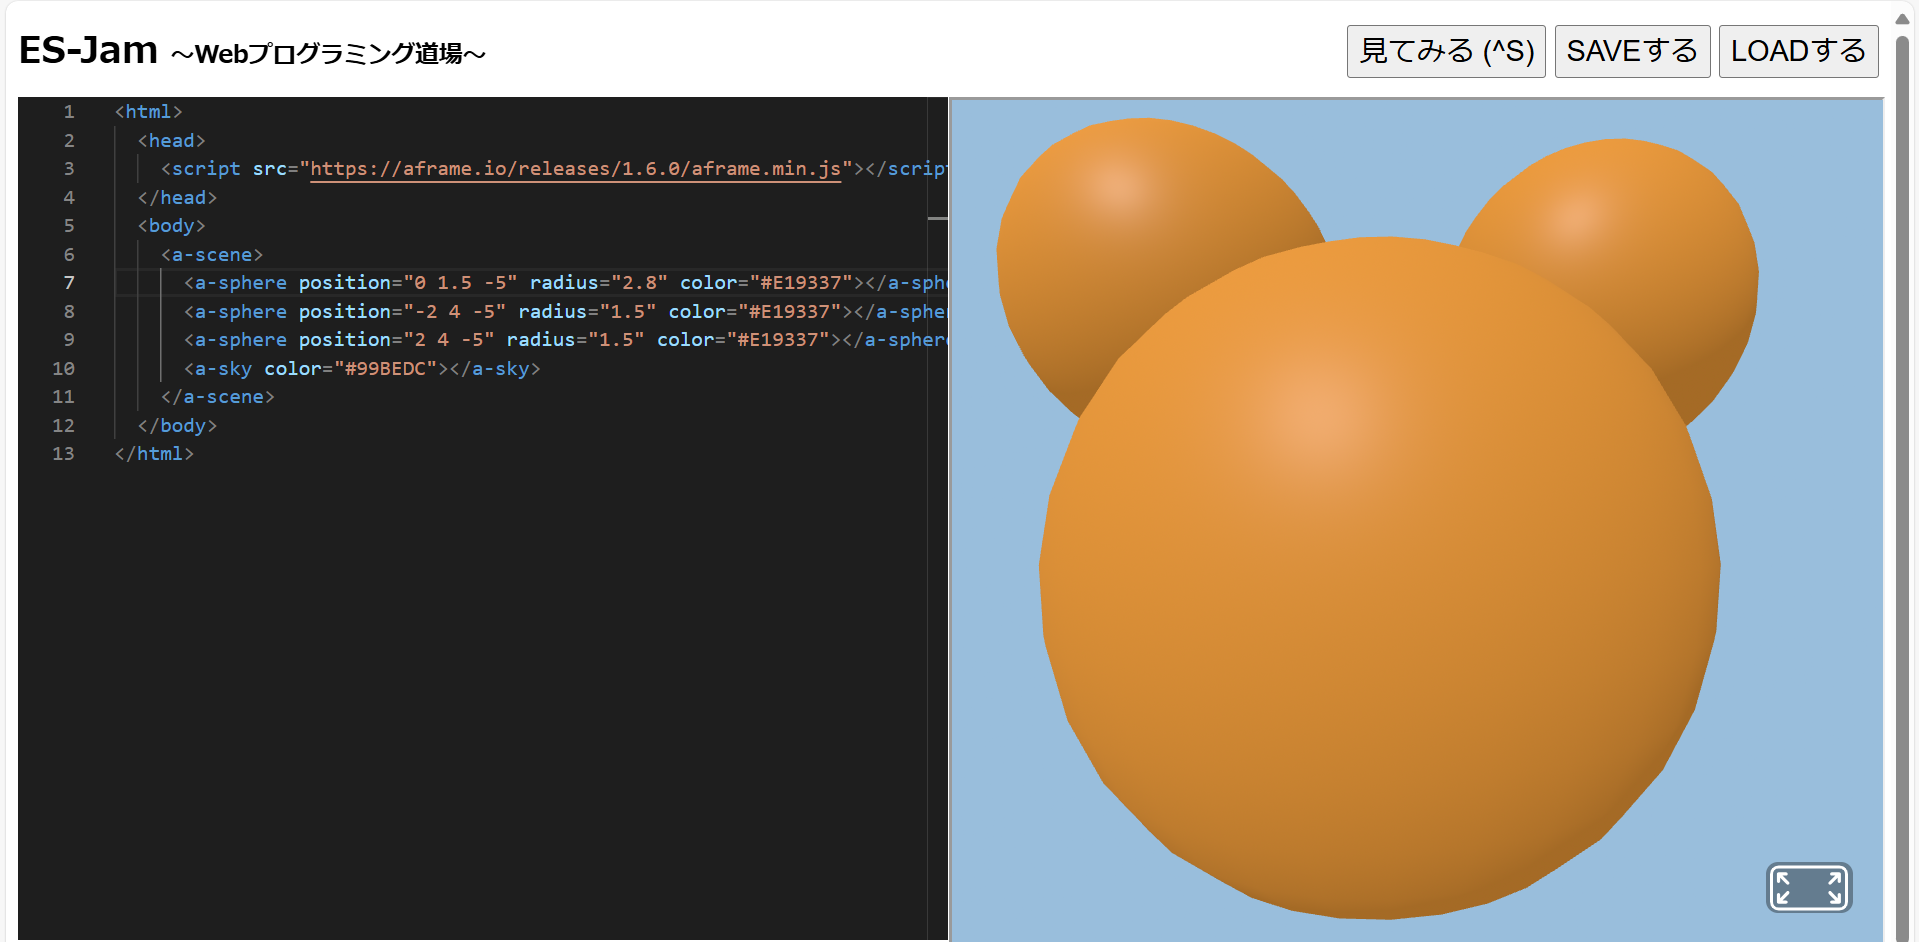 ES-Jam ～Webプログラミング道場～
見てみる (^S) SAVEする LOADする
1 <html>
2 <head>
3 <script src="https://aframe.io/releases/1.6.0/aframe.min.js"></script
4 </head>
5 <body>
6 <a-scene>
7 <a-sphere position="0 1.5 -5" radius="2.8" color="#E19337"></a-sphe
8 <a-sphere position="-2 4 -5" radius="1.5" color="#E19337"></a-spher
9 <a-sphere position="2 4 -5" radius="1.5" color="#E19337"></a-sphere
10 <a-sky color="#99BEDC"></a-sky>
11 </a-scene>
12 </body>
13 </html>